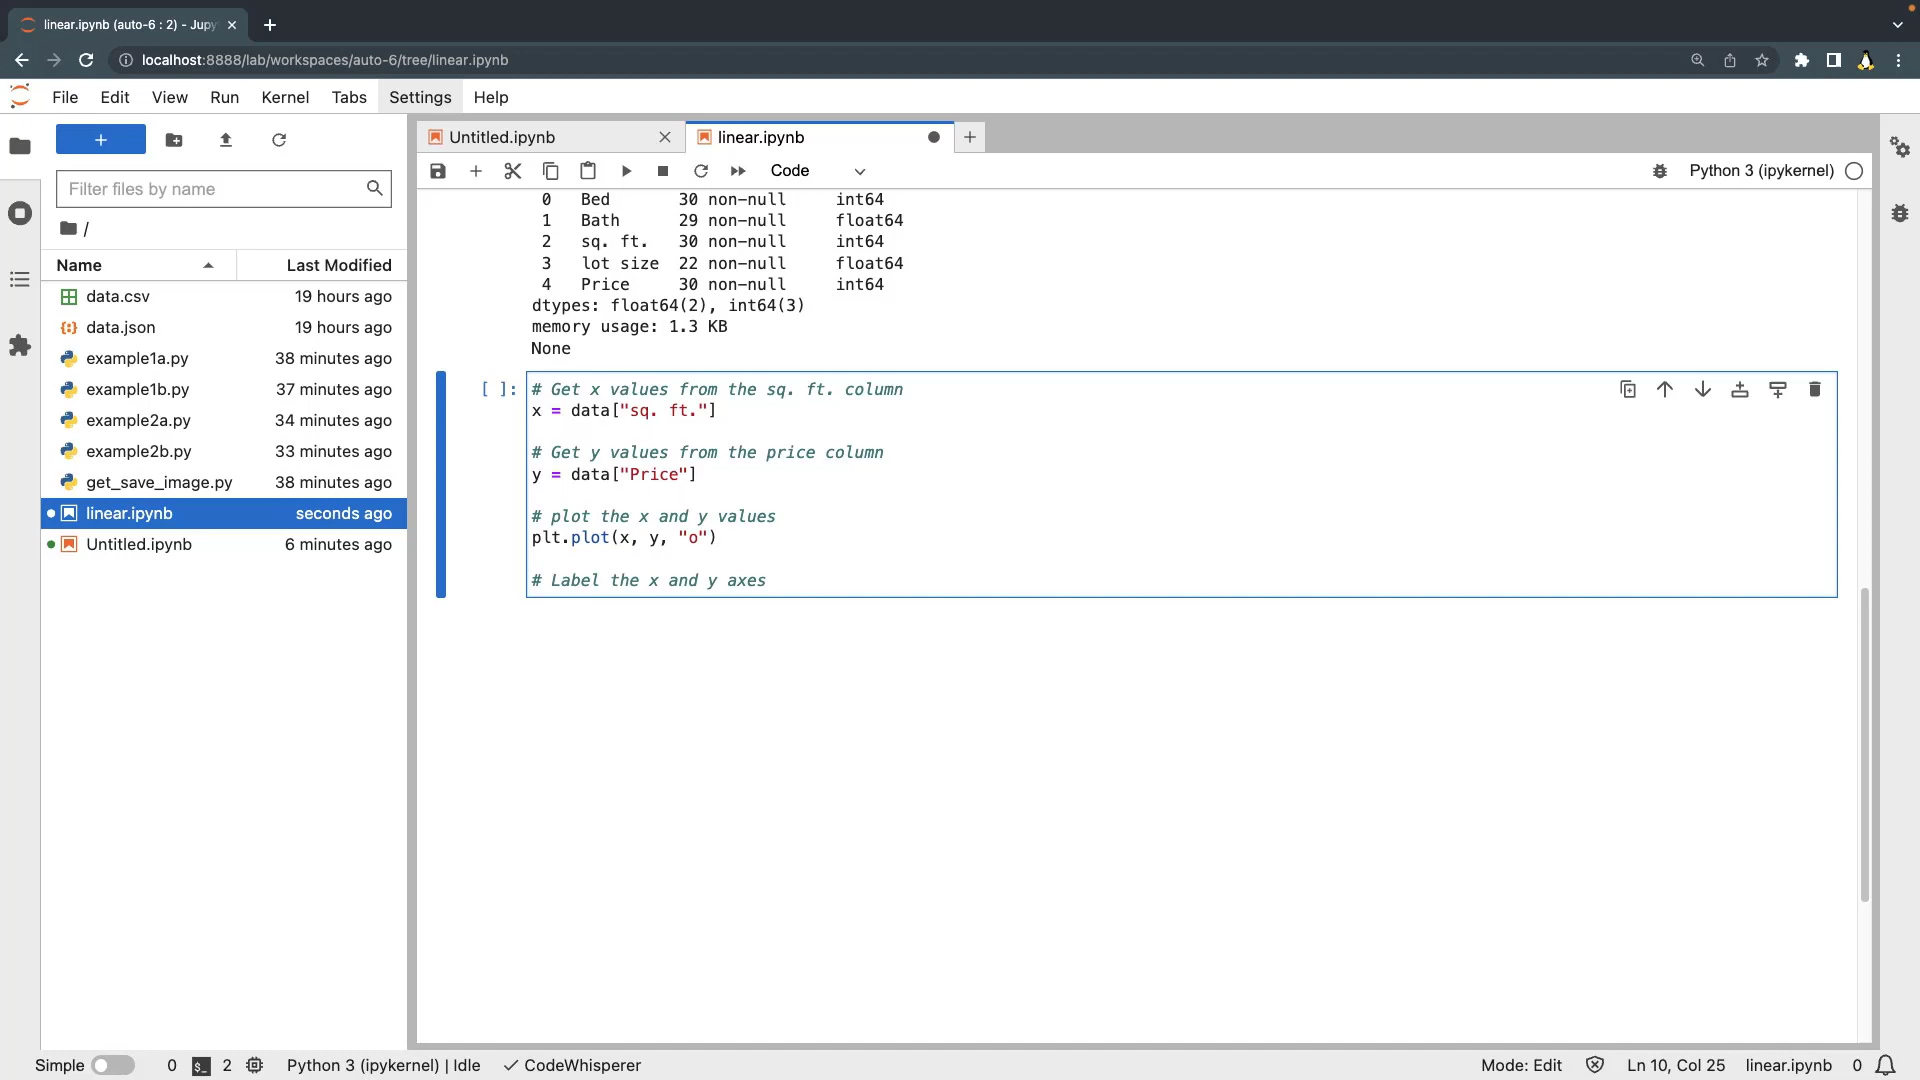 linear.ipynb (auto-6 : 2) - Jupy
localhost:8888/lab/workspaces/auto-6/tree/linear.ipynb
File Edit View Run Kernel Tabs Settings Help
Filter files by name
/
Name Last Modified
data.csv 19 hours ago
data.json 19 hours ago
example1a.py 38 minutes ago
example1b.py 37 minutes ago
example2a.py 34 minutes ago
example2b.py 33 minutes ago
get_save_image.py 38 minutes ago
linear.ipynb seconds ago
Untitled.ipynb 6 minutes ago
Untitled.ipynb linear.ipynb
Code Python 3 (ipykernel)
0 Bed 30 non-null int64
1 Bath 29 non-null float64
2 sq. ft. 30 non-null int64
3 lot size 22 non-null float64
4 Price 30 non-null int64
dtypes: float64(2), int64(3)
memory usage: 1.3 KB
None
[ ]: # Get x values from the sq. ft. column
x = data["sq. ft."]
# Get y values from the price column
y = data["Price"]
# plot the x and y values
plt.plot(x, y, "o")
# Label the x and y axes
Simple 0 $_ 2 Python 3 (ipykernel) | Idle ✓ CodeWhisperer Mode: Edit Ln 10, Col 25 linear.ipynb 0